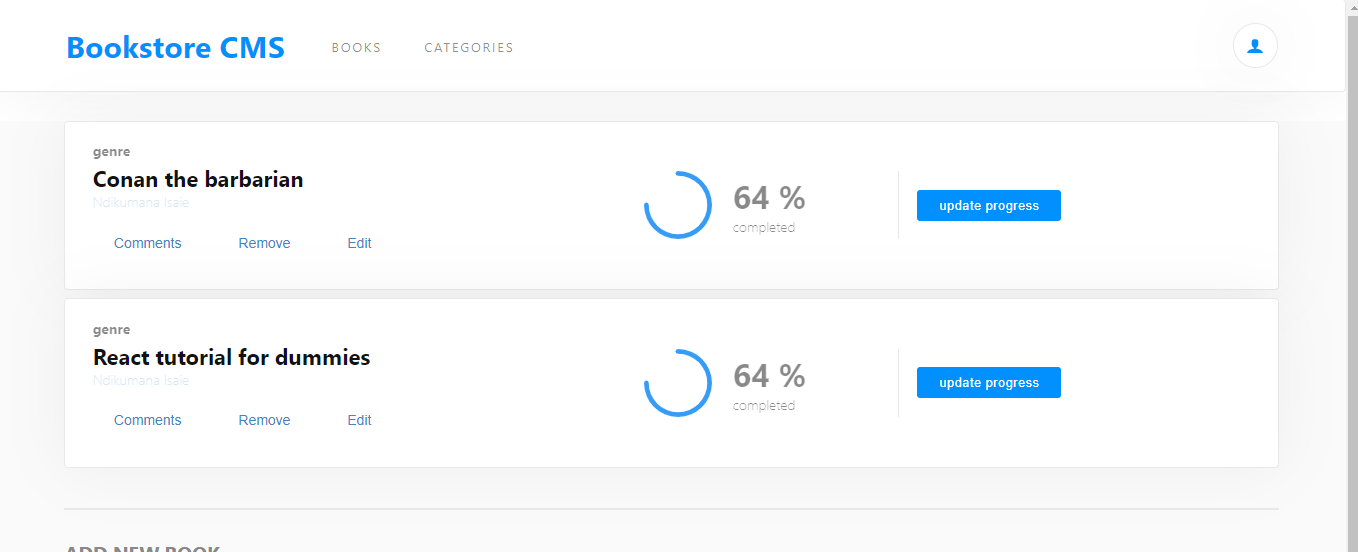 Bookstore CMS
BOOKS
CATEGORIES
genre
Conan the barbarian
Ndikumana Isaie
Comments
Remove
Edit
64 %
completed
update progress
genre
React tutorial for dummies
Ndikumana Isaie
Comments
Remove
Edit
64 %
completed
update progress
ADD NEW BOOK